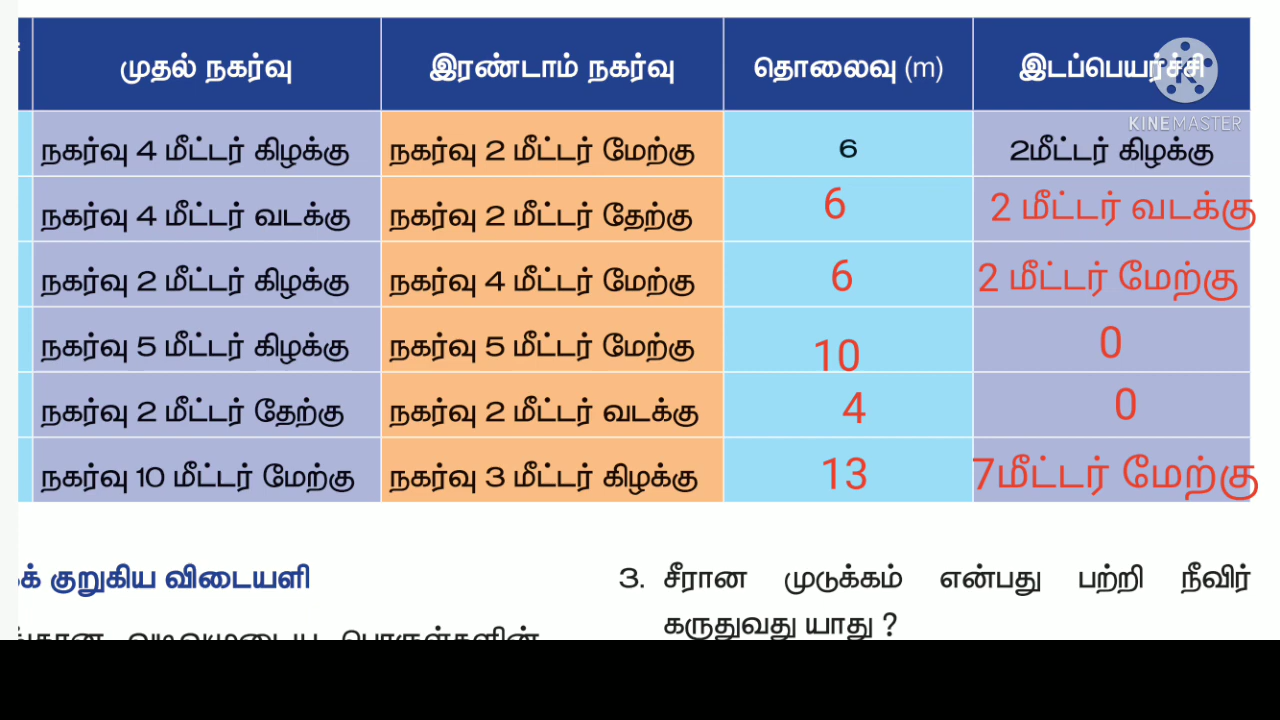 முதல் நகர்வு இரண்டாம் நகர்வு தொலைவு (m) இடப்பெயர்ச்சி
KINEMASTER
நகர்வு 4 மீட்டர் கிழக்கு நகர்வு 2 மீட்டர் மேற்கு 6 2மீட்டர் கிழக்கு
நகர்வு 4 மீட்டர் வடக்கு நகர்வு 2 மீட்டர் தேற்கு 6 2 மீட்டர் வடக்கு
நகர்வு 2 மீட்டர் கிழக்கு நகர்வு 4 மீட்டர் மேற்கு 6 2 மீட்டர் மேற்கு
நகர்வு 5 மீட்டர் கிழக்கு நகர்வு 5 மீட்டர் மேற்கு 10 0
நகர்வு 2 மீட்டர் தேற்கு நகர்வு 2 மீட்டர் வடக்கு 4 0
நகர்வு 10 மீட்டர் மேற்கு நகர்வு 3 மீட்டர் கிழக்கு 13 7மீட்டர் மேற்கு
குறுகிய விடையளி
3. சீரான முடுக்கம் என்பது பற்றி நீவிர்
கருதுவது யாது ?